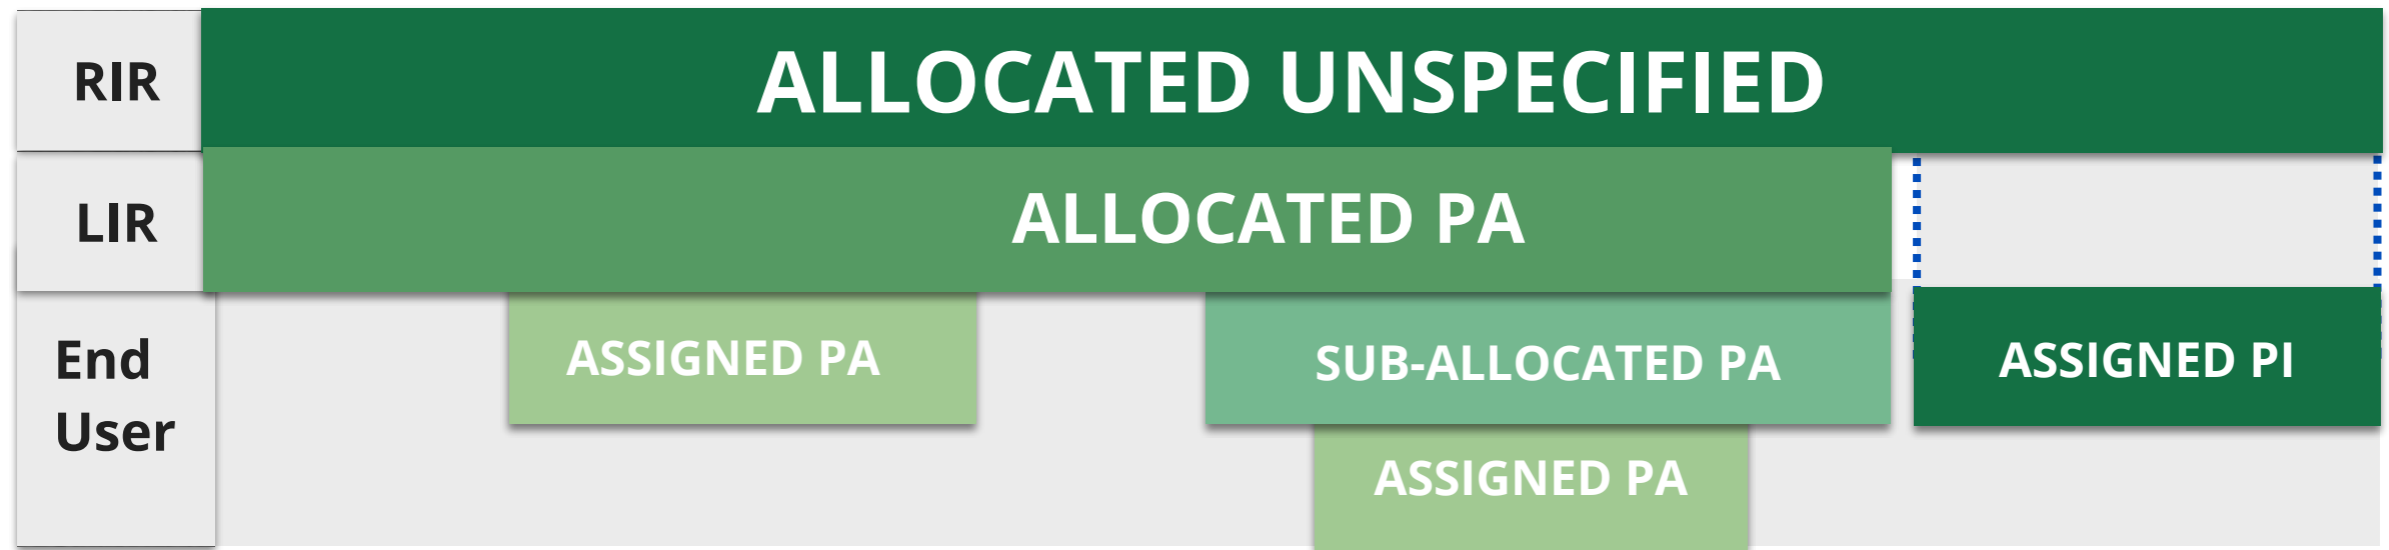 RIR
ALLOCATED UNSPECIFIED
LIR
ALLOCATED PA
End
User
ASSIGNED PA
SUB-ALLOCATED PA
ASSIGNED PI
ASSIGNED PA